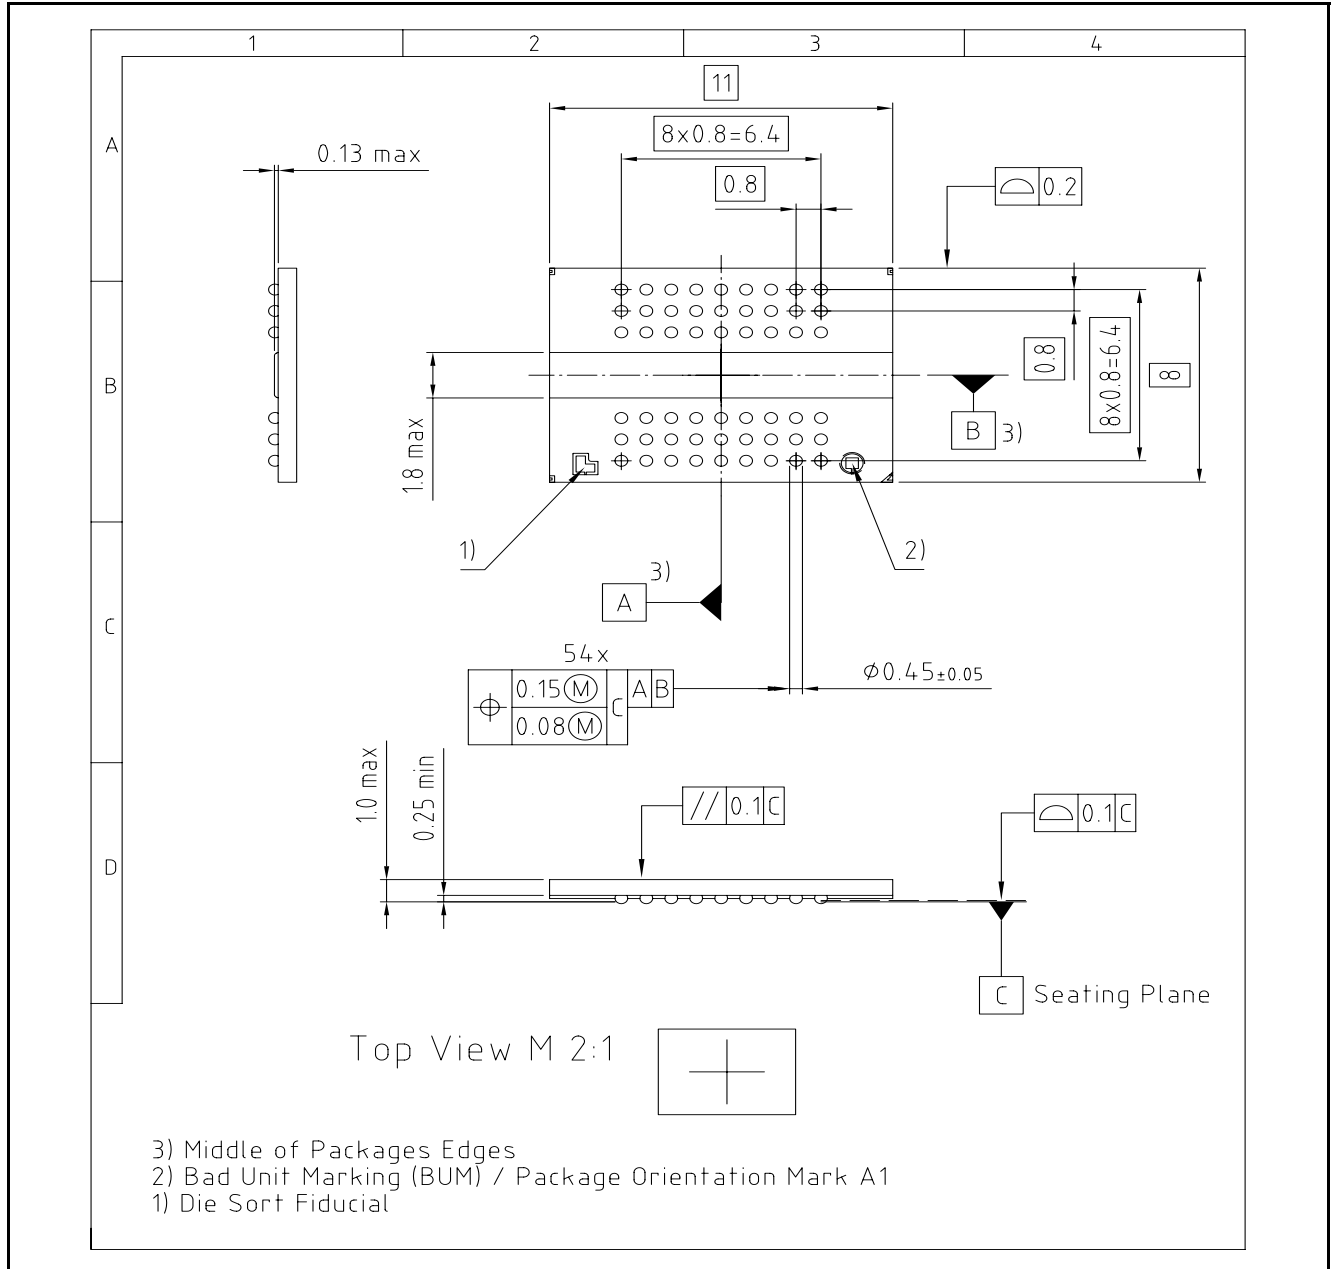 1 2 3 4
A
B
C
D
11
8x0.8=6.4
0.8
0.13 max
0.2
0.8
8x0.8=6.4
8
1.8 max
B 3)
1)
2)
3)
A
54x
0.15 Ⓜ C A B
0.08 Ⓜ
Ø0.45±0.05
1.0 max
0.25 min
// 0.1 C
0.1 C
C Seating Plane
Top View M 2:1
3) Middle of Packages Edges
2) Bad Unit Marking (BUM) / Package Orientation Mark A1
1) Die Sort Fiducial